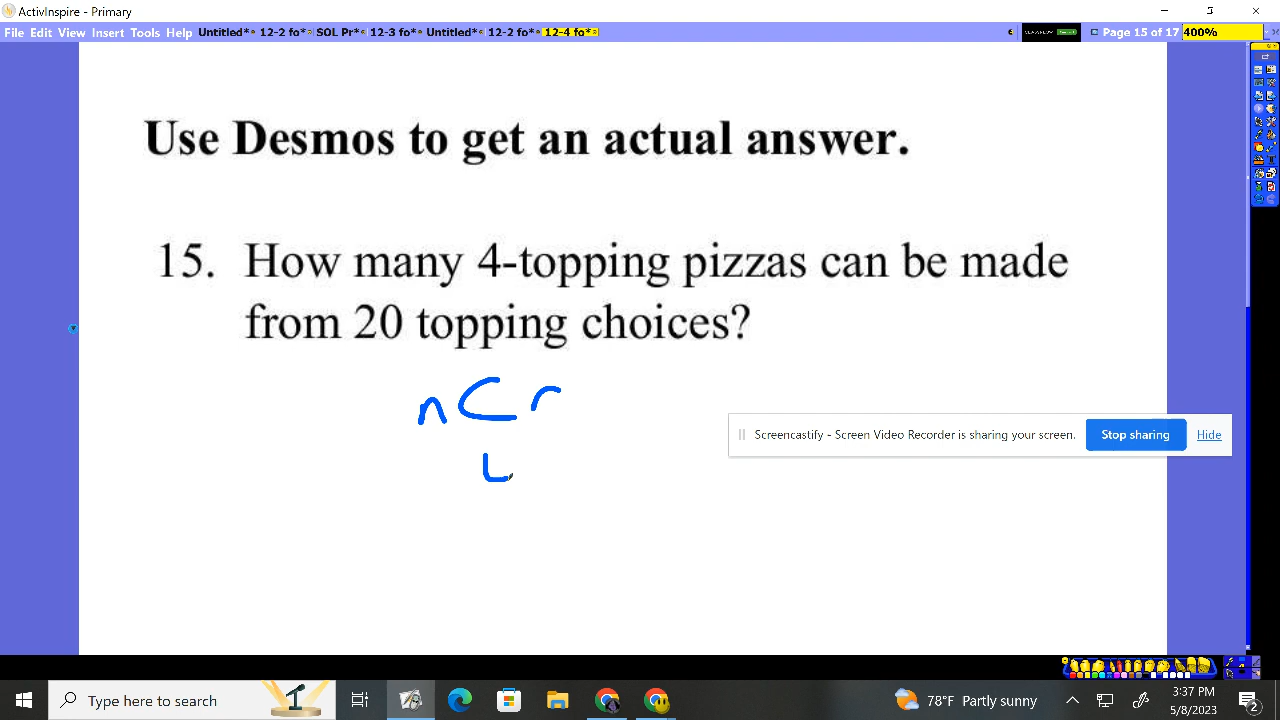 ActivInspire - Primary
File Edit View Insert Tools Help Untitled* 12-2 fo* SOL Pr* 12-3 fo* Untitled* 12-2 fo* 12-4 fo* Page 15 of 17 400%
Use Desmos to get an actual answer.
15. How many 4-topping pizzas can be made
from 20 topping choices?
n C r
Screencastify - Screen Video Recorder is sharing your screen. Stop sharing Hide
Type here to search
78°F Partly sunny
3:37 PM
5/8/2023
2